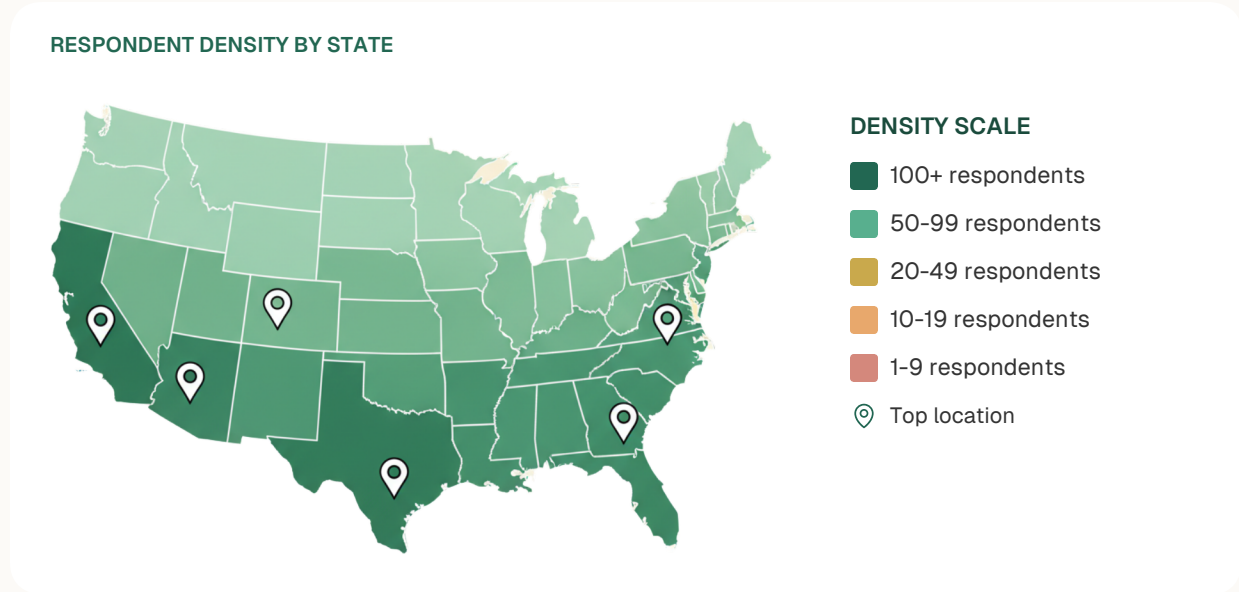 RESPONDENT DENSITY BY STATE
DENSITY SCALE
100+ respondents
50-99 respondents
20-49 respondents
10-19 respondents
1-9 respondents
Top location